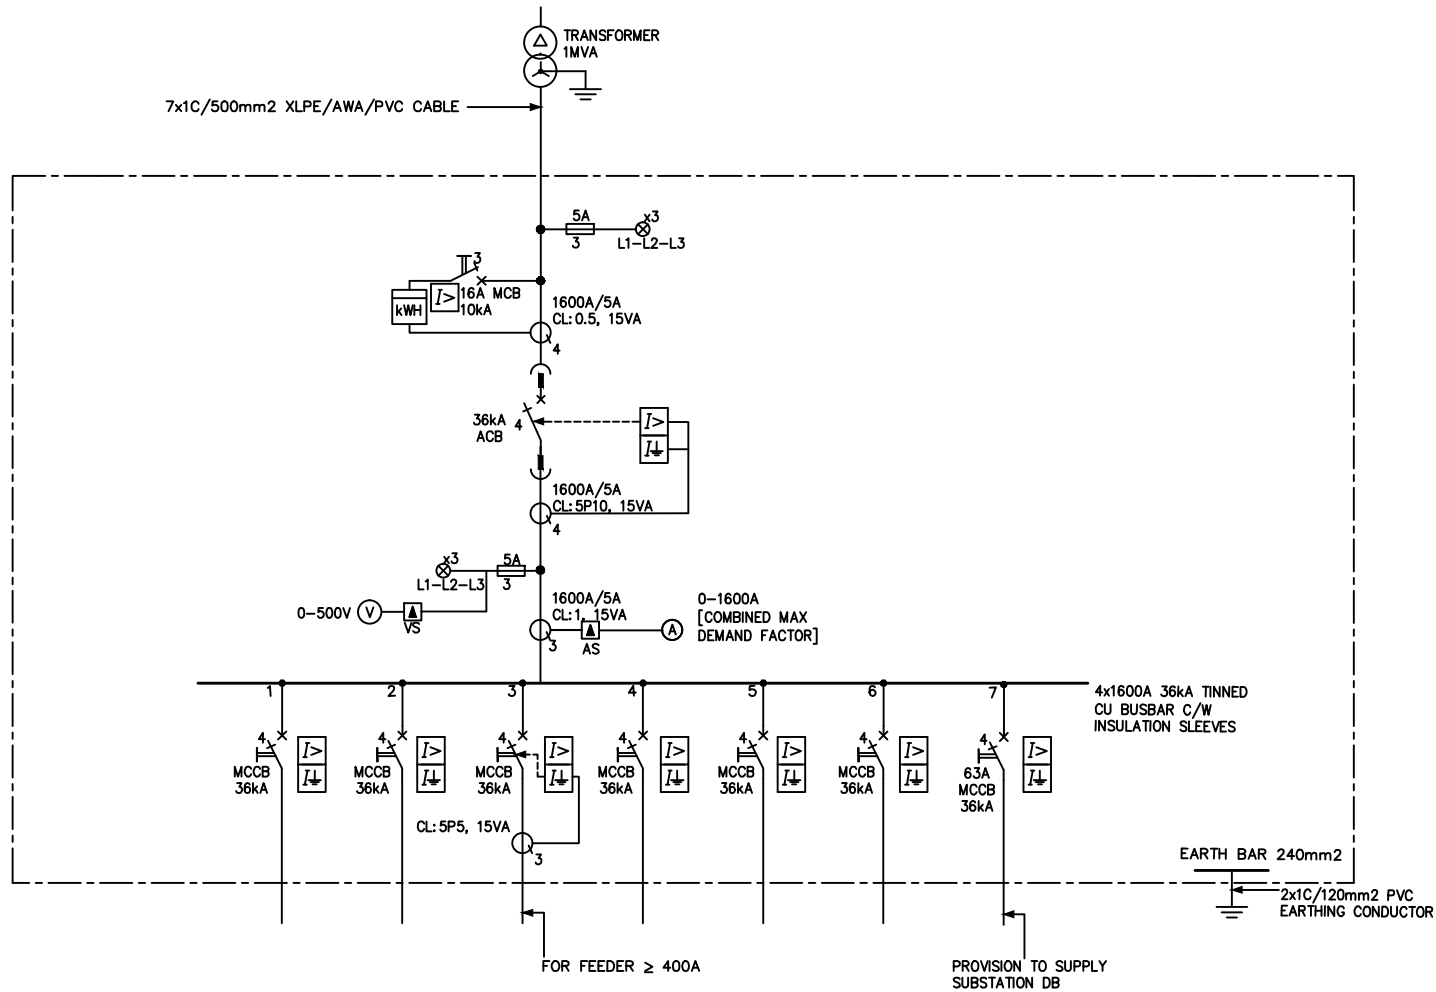 TRANSFORMER
1MVA
7x1C/500mm2 XLPE/AWA/PVC CABLE
5A
3
x3
L1-L2-L3
3
16A MCB
10kA
I>
kWH
1600A/5A
CL:0.5, 15VA
4
36kA
ACB
4
I>
I
1600A/5A
CL:5P10, 15VA
4
x3
L1-L2-L3
5A
3
0-500V
V
VS
1600A/5A
CL:1, 15VA
3
AS
A
0-1600A
[COMBINED MAX
DEMAND FACTOR]
1
2
3
4
5
6
7
4x1600A 36kA TINNED
CU BUSBAR C/W
INSULATION SLEEVES
4
MCCB
36kA
I>
I
4
MCCB
36kA
I>
I
4
MCCB
36kA
I>
I
CL:5P5, 15VA
3
4
MCCB
36kA
I>
I
4
MCCB
36kA
I>
I
4
MCCB
36kA
I>
I
4
63A
MCCB
36kA
I>
I
EARTH BAR 240mm2
2x1C/120mm2 PVC
EARTHING CONDUCTOR
FOR FEEDER ≥ 400A
PROVISION TO SUPPLY
SUBSTATION DB